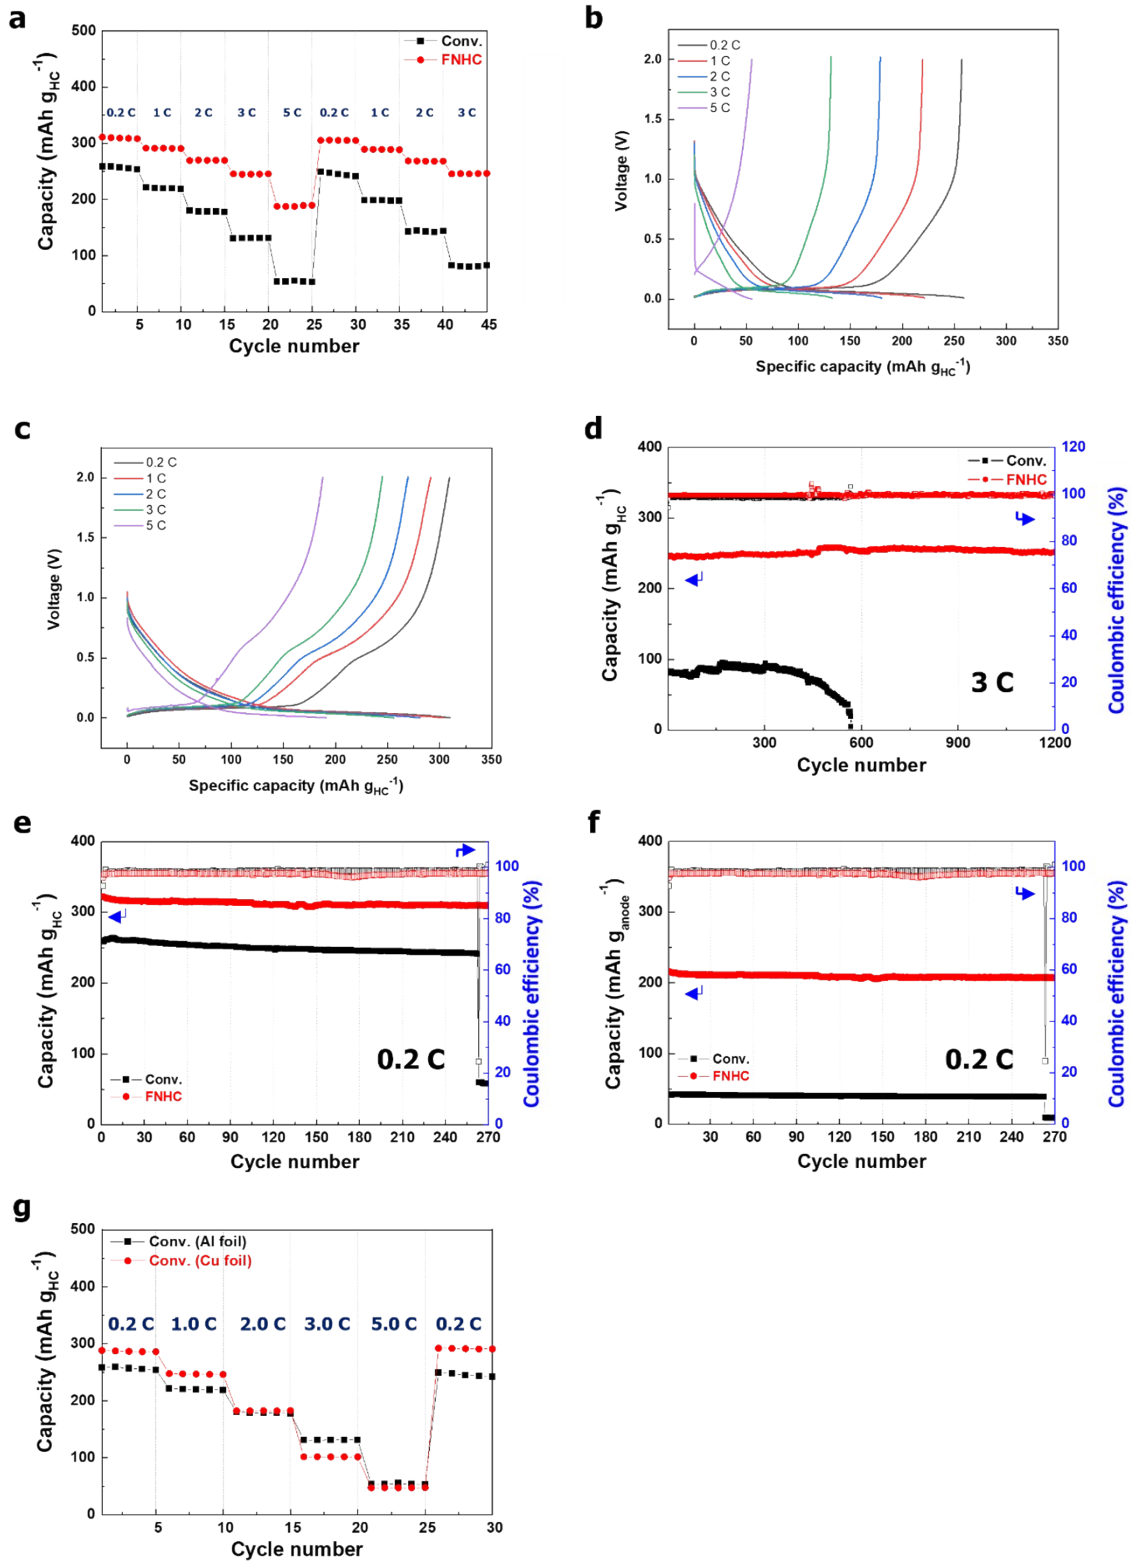 a
500
400
300
200
100
0
Capacity (mAh g_HC^-1)
Conv.
FNHC
0.2 C 1 C 2 C 3 C 5 C 0.2 C 1 C 2 C 3 C
5 10 15 20 25 30 35 40 45
Cycle number
b
0.2 C
1 C
2 C
3 C
5 C
2.0
1.5
1.0
0.5
0.0
Voltage (V)
0 50 100 150 200 250 300 350
Specific capacity (mAh g_HC^-1)
c
0.2 C
1 C
2 C
3 C
5 C
2.0
1.5
1.0
0.5
0.0
Voltage (V)
0 50 100 150 200 250 300 350
Specific capacity (mAh g_HC^-1)
d
400
300
200
100
0
Capacity (mAh g_HC^-1)
Conv.
FNHC
3 C
120
100
80
60
40
20
0
Coulombic efficiency (%)
300 600 900 1200
Cycle number
e
400
300
200
100
0
Capacity (mAh g_HC^-1)
0.2 C
Conv.
FNHC
100
80
60
40
20
0
Coulombic efficiency (%)
0 30 60 90 120 150 180 210 240 270
Cycle number
f
400
300
200
100
0
Capacity (mAh g_anode^-1)
0.2 C
Conv.
FNHC
100
80
60
40
20
0
Coulombic efficiency (%)
30 60 90 120 150 180 210 240 270
Cycle number
g
500
400
300
200
100
0
Capacity (mAh g_HC^-1)
Conv. (Al foil)
Conv. (Cu foil)
0.2 C 1.0 C 2.0 C 3.0 C 5.0 C 0.2 C
5 10 15 20 25 30
Cycle number